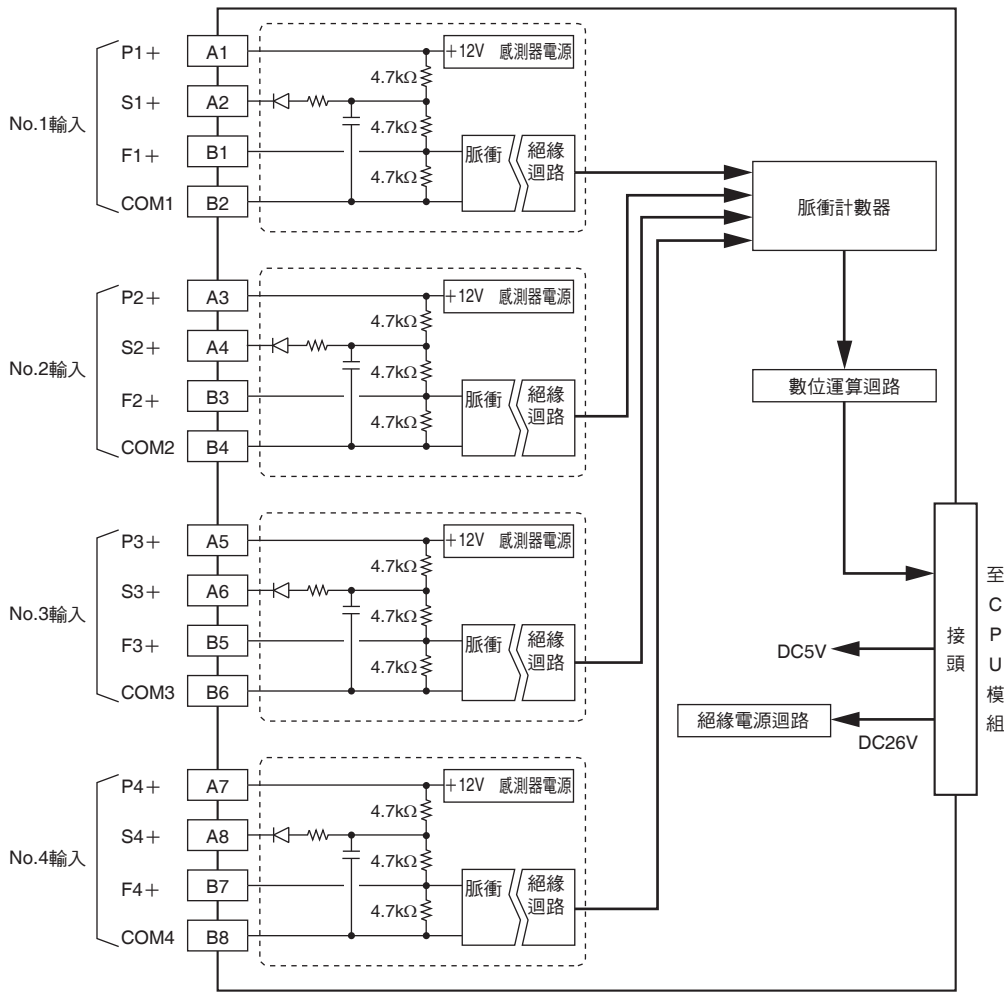 No.1輸入
P1+ A1
S1+ A2
F1+ B1
COM1 B2
+12V 感測器電源
4.7kΩ
4.7kΩ
4.7kΩ
脈衝
絕緣
迴路
No.2輸入
P2+ A3
S2+ A4
F2+ B3
COM2 B4
+12V 感測器電源
4.7kΩ
4.7kΩ
4.7kΩ
脈衝
絕緣
迴路
No.3輸入
P3+ A5
S3+ A6
F3+ B5
COM3 B6
+12V 感測器電源
4.7kΩ
4.7kΩ
4.7kΩ
脈衝
絕緣
迴路
No.4輸入
P4+ A7
S4+ A8
F4+ B7
COM4 B8
+12V 感測器電源
4.7kΩ
4.7kΩ
4.7kΩ
脈衝
絕緣
迴路
脈衝計數器
數位運算迴路
DC5V
絕緣電源迴路
DC26V
接頭
至CPU模組